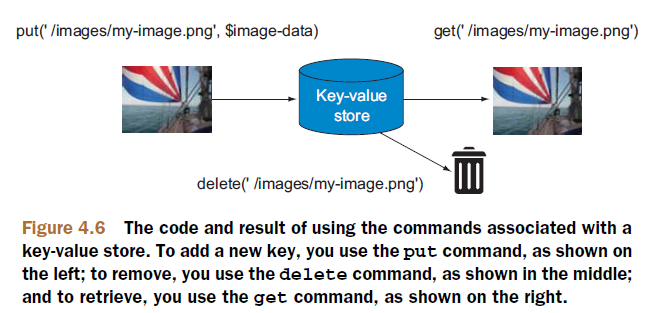 put(' /images/my-image.png', $image-data)
get(' /images/my-image.png')
Key-value
store
delete(' /images/my-image.png')
Figure 4.6 The code and result of using the commands associated with a
key-value store. To add a new key, you use the put command, as shown on
the left; to remove, you use the delete command, as shown in the middle;
and to retrieve, you use the get command, as shown on the right.